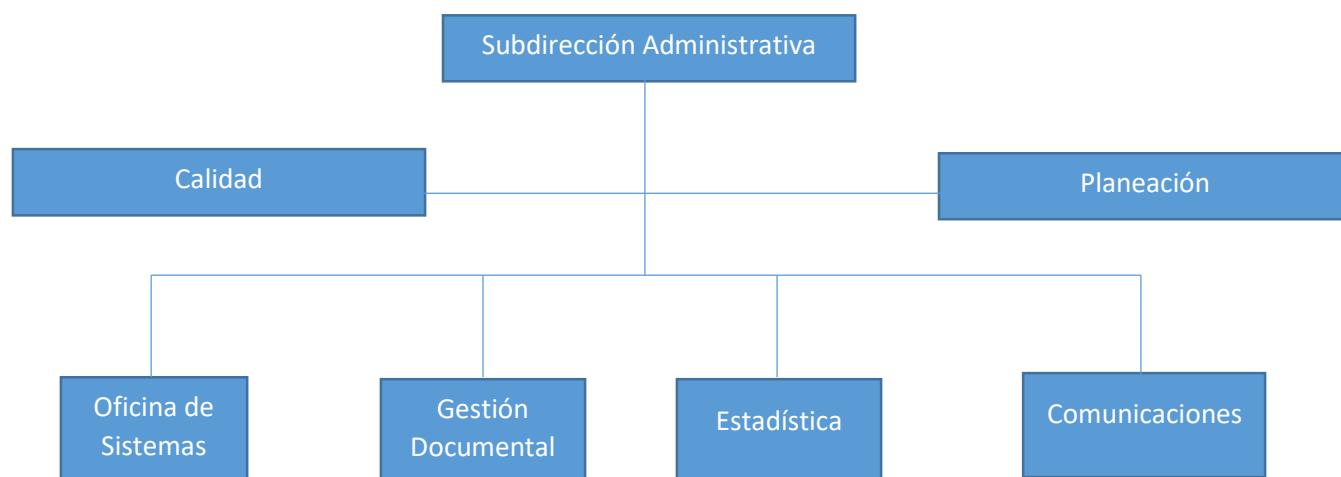 Subdirección Administrativa
Calidad
Planeación
Oficina de
Sistemas
Gestión
Documental
Estadística
Comunicaciones